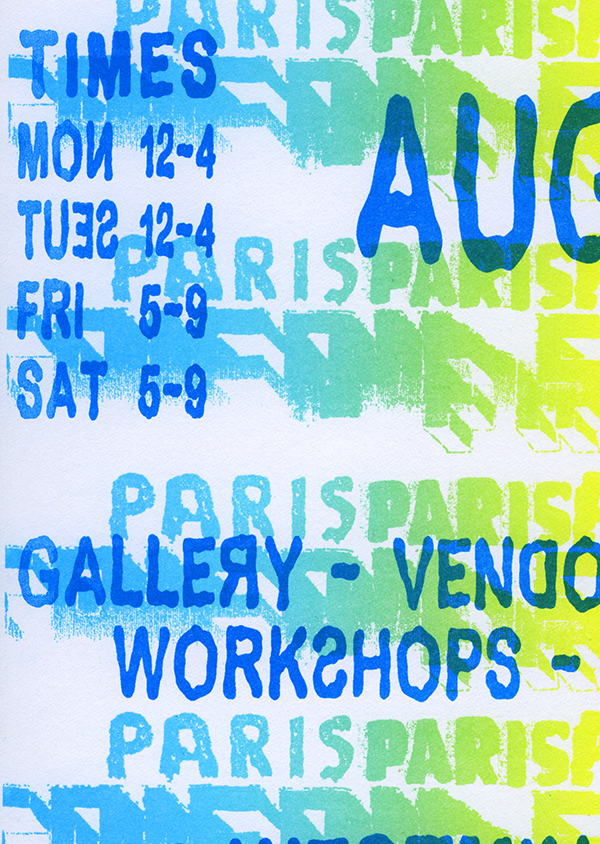 PARIS PARIS
TIMES
AUG
MON 12-4
TUES 12-4
PARIS PARIS
FRI 5-9
SAT 5-9
PARIS PARIS
GALLERY - VENDO
WORKSHOPS -
PARIS PARIS